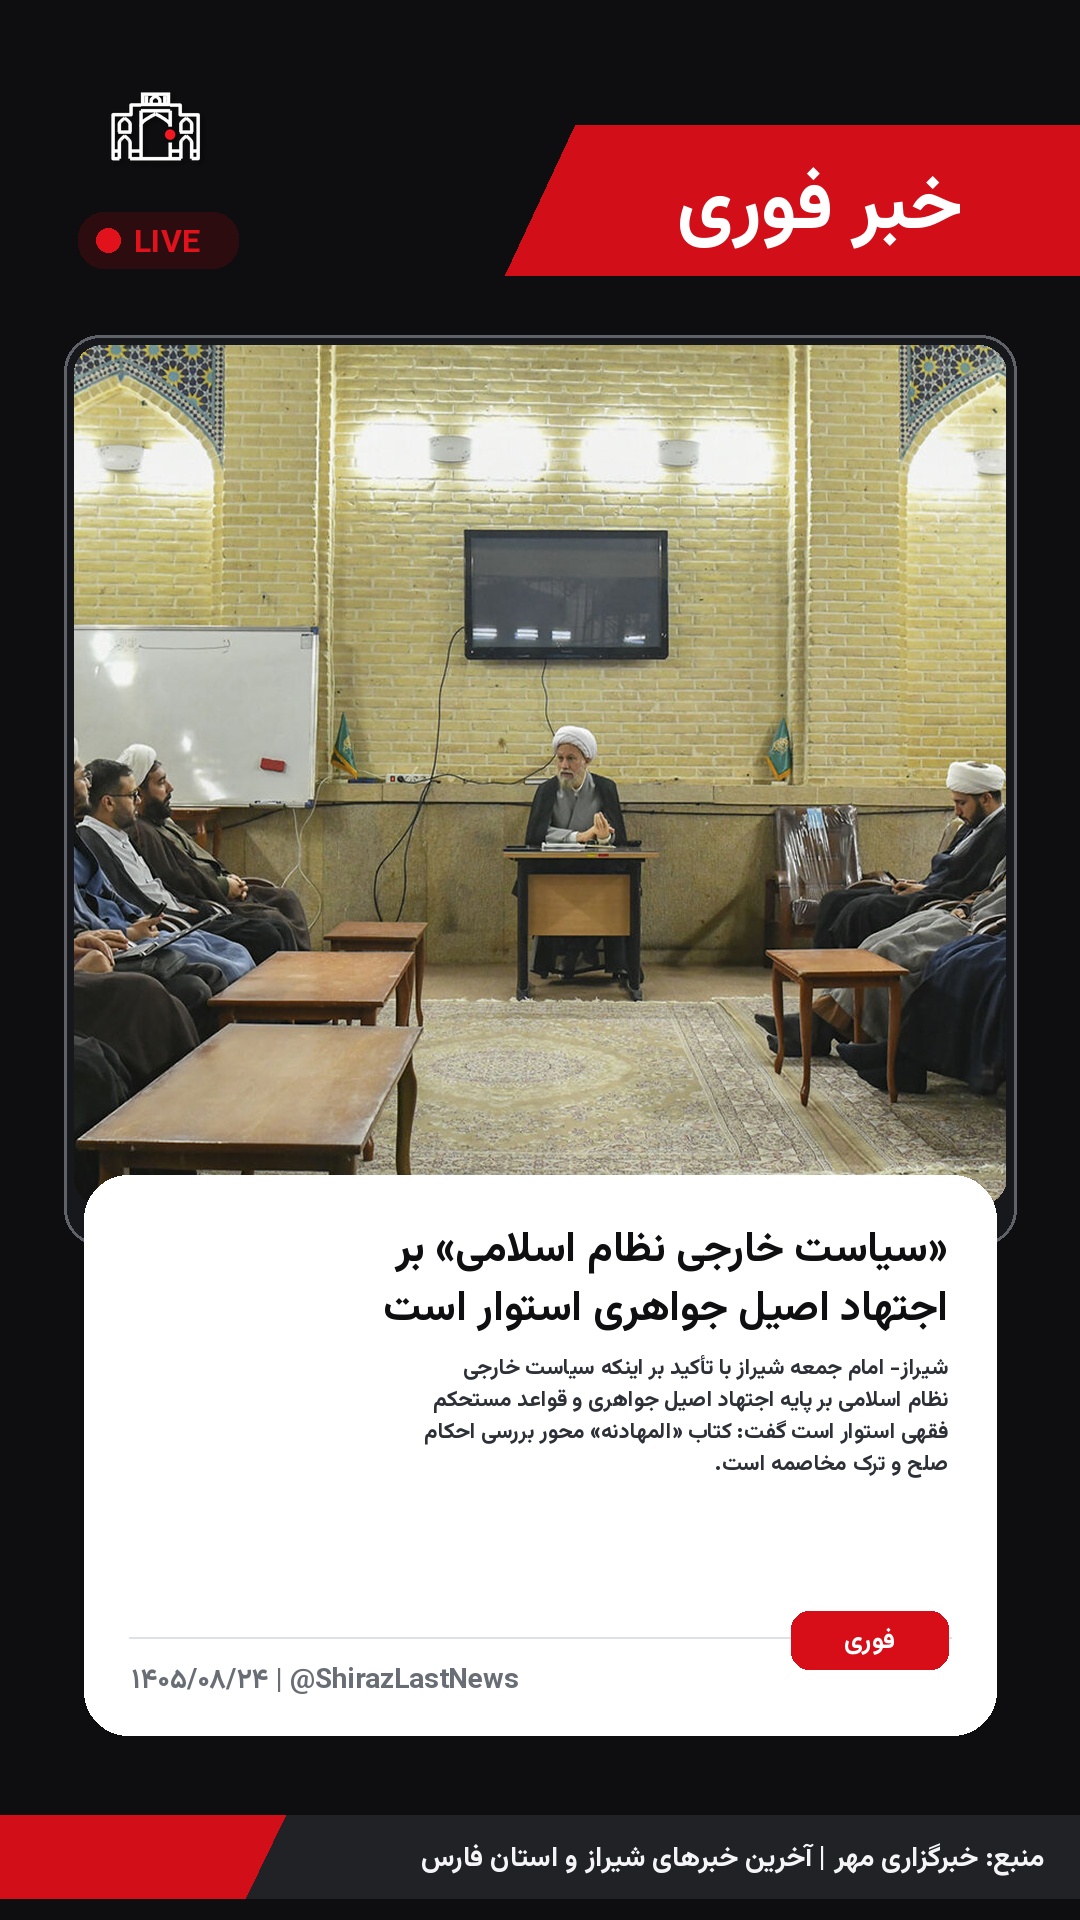 خبر فوری
LIVE
«سیاست خارجی نظام اسلامی» بر
اجتهاد اصیل جواهری استوار است
شیراز- امام جمعه شیراز با تأکید بر اینکه سیاست خارجی
نظام اسلامی بر پایه اجتهاد اصیل جواهری و قواعد مستحکم
فقهی استوار است گفت: کتاب «المهادنه» محور بررسی احکام
صلح و ترک مخاصمه است.
فوری
۱۴۰۵/۰۸/۲۴ | @ShirazLastNews
منبع: خبرگزاری مهر | آخرین خبرهای شیراز و استان فارس